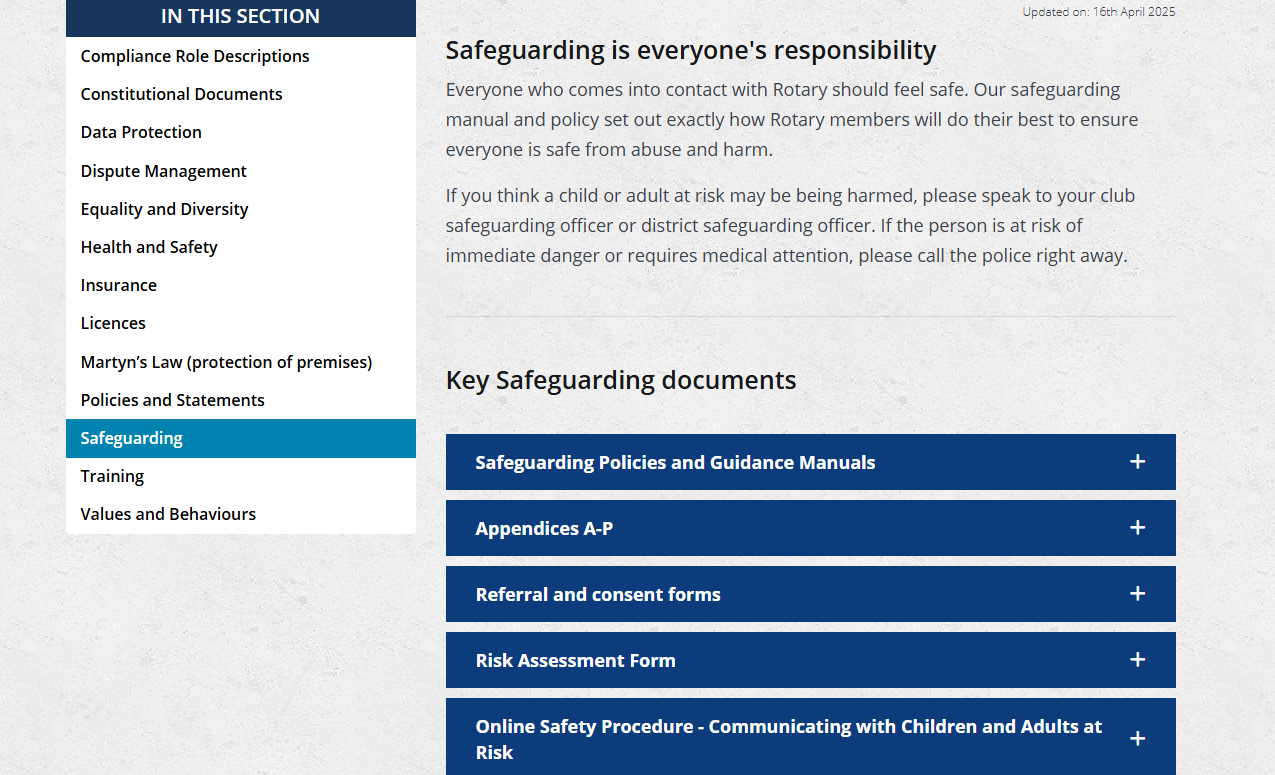 IN THIS SECTION
Compliance Role Descriptions
Constitutional Documents
Data Protection
Dispute Management
Equality and Diversity
Health and Safety
Insurance
Licences
Martyn’s Law (protection of premises)
Policies and Statements
Safeguarding
Training
Values and Behaviours
Updated on: 16th April 2025
Safeguarding is everyone's responsibility
Everyone who comes into contact with Rotary should feel safe. Our safeguarding
manual and policy set out exactly how Rotary members will do their best to ensure
everyone is safe from abuse and harm.
If you think a child or adult at risk may be being harmed, please speak to your club
safeguarding officer or district safeguarding officer. If the person is at risk of
immediate danger or requires medical attention, please call the police right away.
Key Safeguarding documents
Safeguarding Policies and Guidance Manuals +
Appendices A-P +
Referral and consent forms +
Risk Assessment Form +
Online Safety Procedure - Communicating with Children and Adults at
Risk +